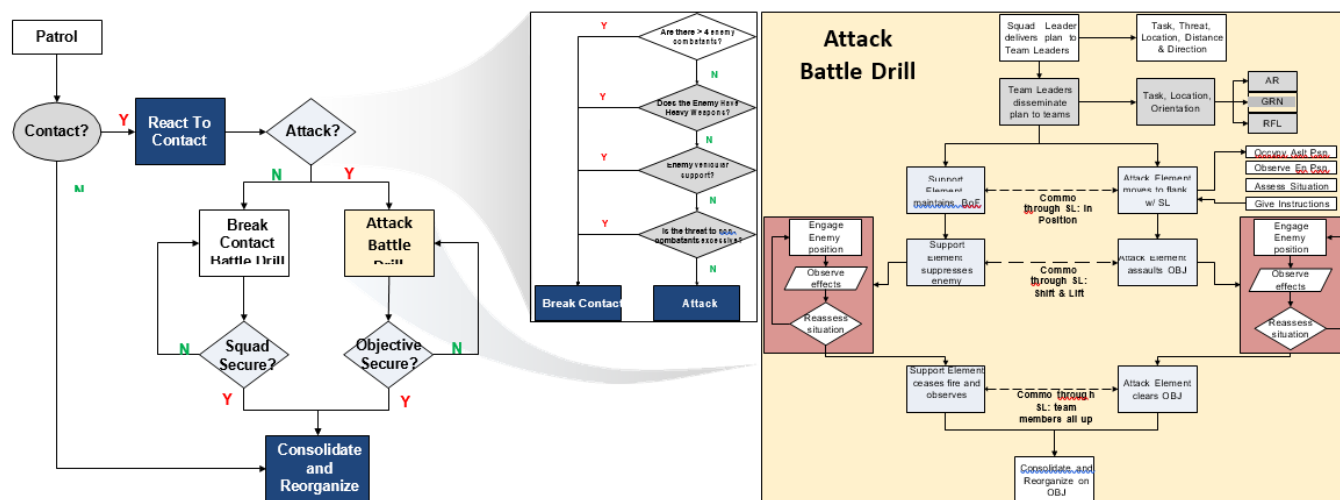 Patrol
Contact?
Y
N
React To
Contact
Attack?
N
Y
Break
Contact
Battle Drill
Attack
Battle
Drill
N
Squad
Secure?
Objective
Secure?
N
Y
Y
Consolidate
and
Reorganize
Y
Are there > 4 enemy
combatants?
N
Y
Does the Enemy Have
Heavy Weapons?
N
Y
Enemy vehicular
support?
N
Y
Is the threat to non-
combatants excessive?
N
Break Contact
Attack
Attack
Battle Drill
Squad Leader
delivers plan to
Team Leaders
Task, Threat,
Location, Distance
& Direction
Team Leaders
disseminate
plan to teams
Task, Location,
Orientation
AR
GRN
RFL
Support
Element
maintains BoF
Commo
through SL: In
Position
Attack Element
moves to flank
w/ SL
Occupy Aslt Psn.
Observe En Psn.
Assess Situation
Give Instructions
Engage
Enemy
position
Observe
effects
Reassess
situation
Support
Element
suppresses
enemy
Commo
through SL:
Shift & Lift
Attack Element
assaults OBJ
Engage
Enemy
position
Observe
effects
Reassess
situation
Support Element
ceases fire and
observes
Commo through
SL: team
members all up
Attack Element
clears OBJ
Consolidate and
Reorganize on
OBJ